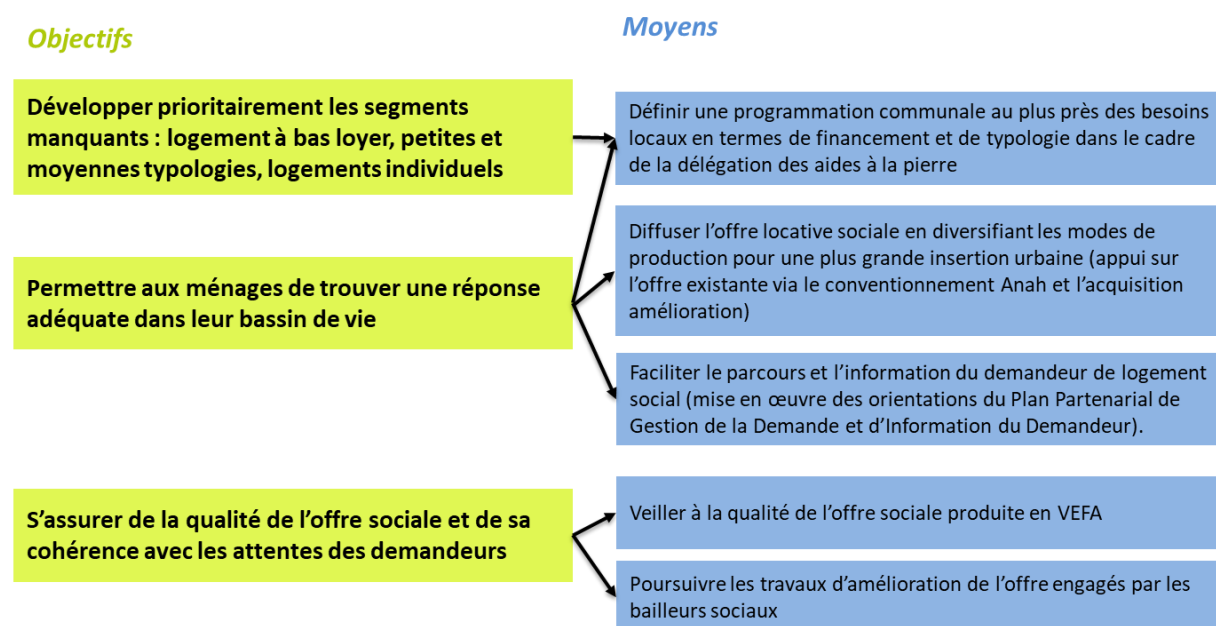 Objectifs
Moyens
Développer prioritairement les segments
manquants : logement à bas loyer, petites et
moyennes typologies, logements individuels
Permettre aux ménages de trouver une réponse
adéquate dans leur bassin de vie
S’assurer de la qualité de l’offre sociale et de sa
cohérence avec les attentes des demandeurs
Définir une programmation communale au plus près des besoins
locaux en termes de financement et de typologie dans le cadre
de la délégation des aides à la pierre
Diffuser l’offre locative sociale en diversifiant les modes de
production pour une plus grande insertion urbaine (appui sur
l’offre existante via le conventionnement Anah et l’acquisition
amélioration)
Faciliter le parcours et l’information du demandeur de logement
social (mise en œuvre des orientations du Plan Partenarial de
Gestion de la Demande et d’Information du Demandeur).
Veiller à la qualité de l’offre sociale produite en VEFA
Poursuivre les travaux d’amélioration de l’offre engagés par les
bailleurs sociaux